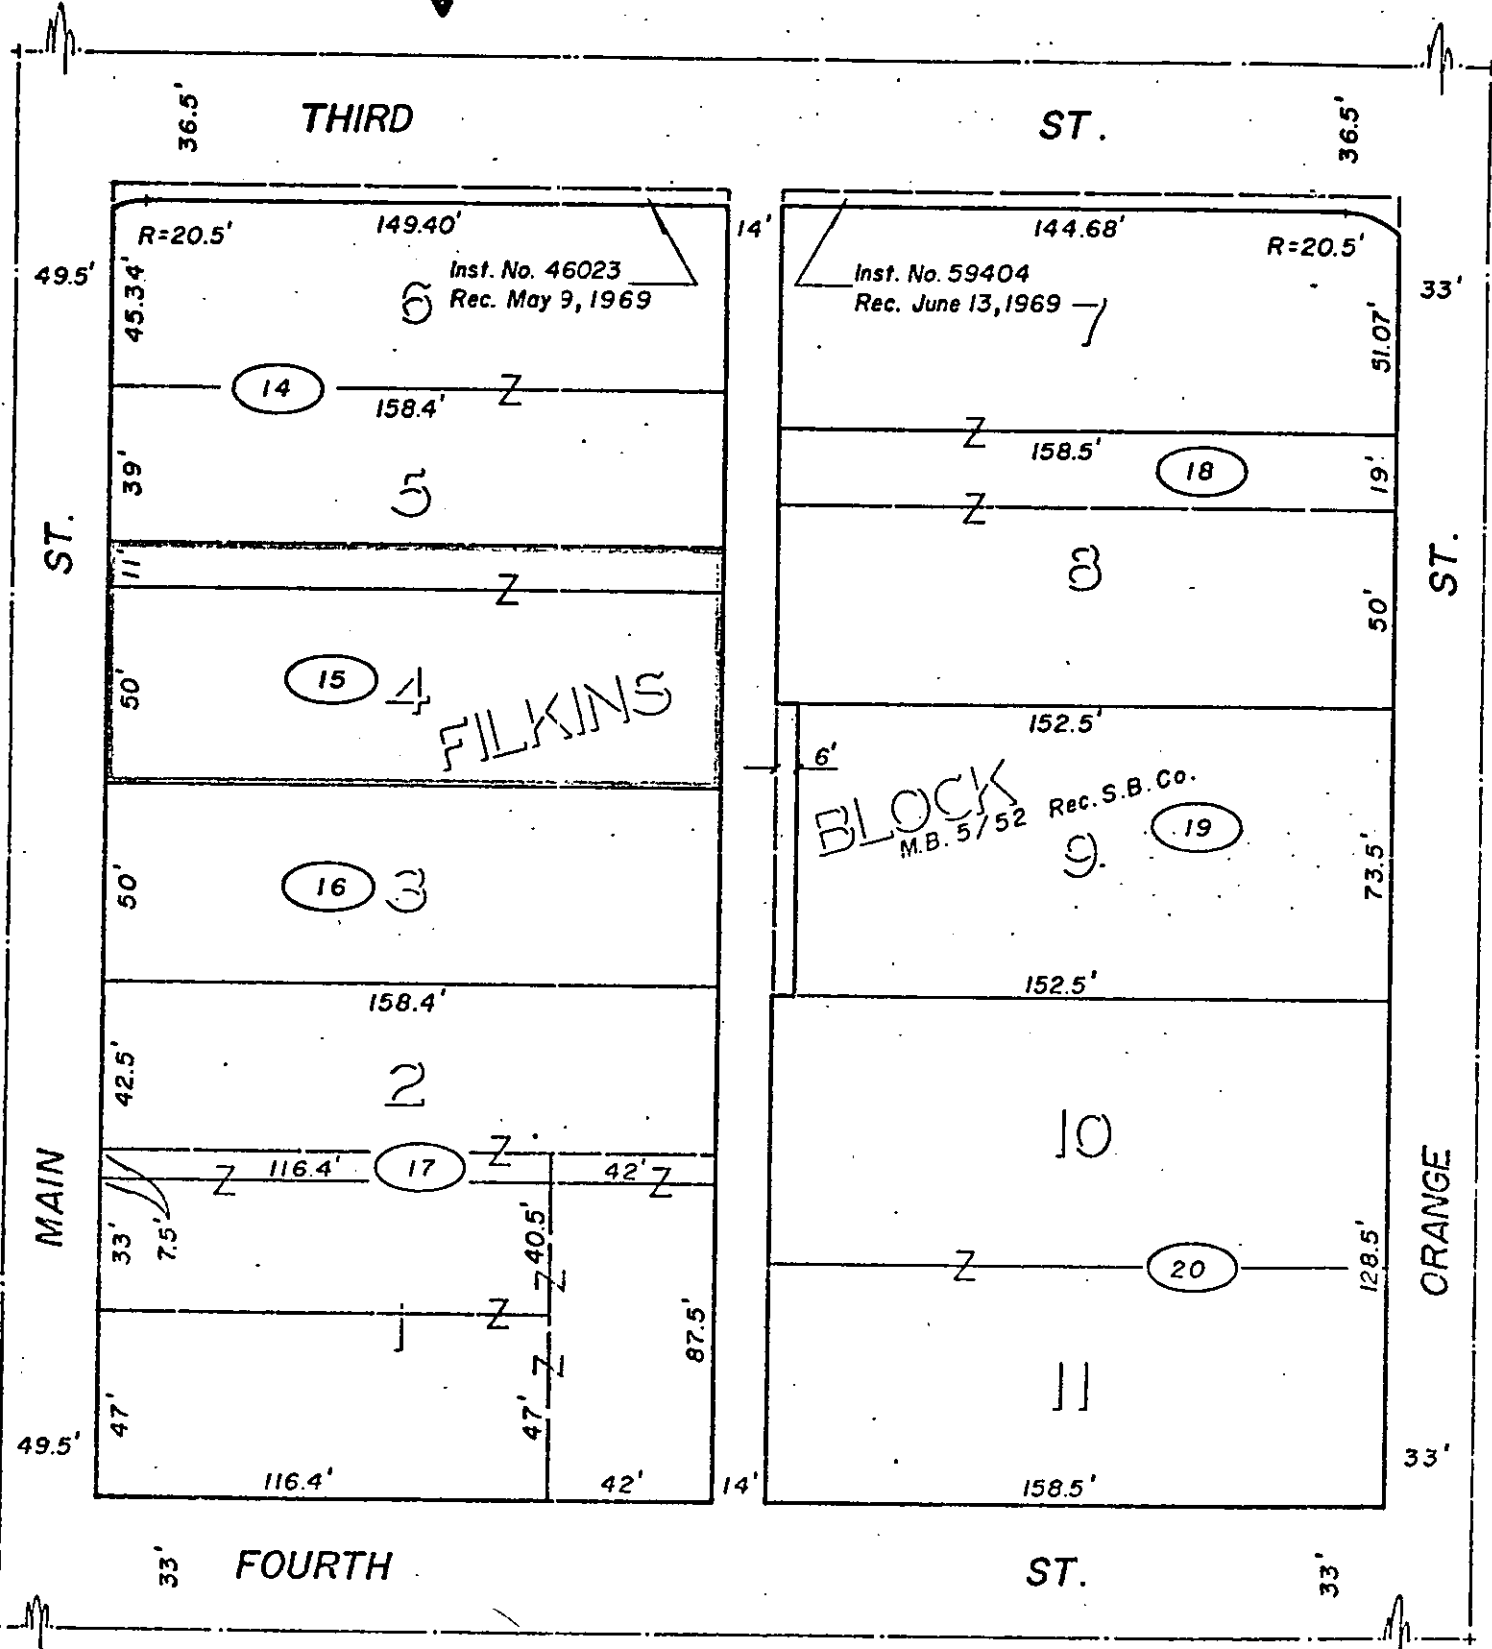 36.5'
THIRD
ST.
36.5'
149.40'
14'
144.68'
R=20.5'
R=20.5'
49.5'
45.34'
Inst. No. 46023
Rec. May 9, 1969
6
Inst. No. 59404
Rec. June 13, 1969
7
33'
51.07'
14
Z
158.4'
Z
158.5'
18
19'
39'
5
Z
ST.
11'
Z
8
ST.
50'
50'
15
4
FILKINS
152.5'
6'
BLOCK
M.B. 5/52 Rec. S.B. Co.
19
9
73.5'
50'
16
3
152.5'
158.4'
42.5'
2
10
MAIN
Z
116.4'
17
42'
Z
Z
ORANGE
33'
7.5'
40.5'
Z
Z
20
128.5'
Z
1
Z
87.5'
11
47'
47'
49.5'
33'
116.4'
42'
14'
158.5'
33'
FOURTH
ST.
33'